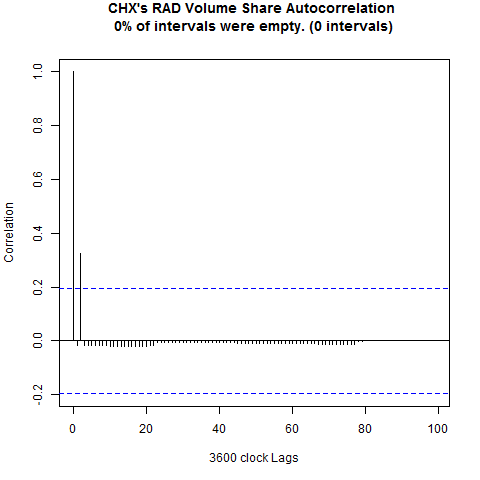 CHX's RAD Volume Share Autocorrelation
0% of intervals were empty. (0 intervals)
1.0
0.8
0.6
0.4
0.2
0.0
-0.2
Correlation
0 20 40 60 80 100
3600 clock Lags